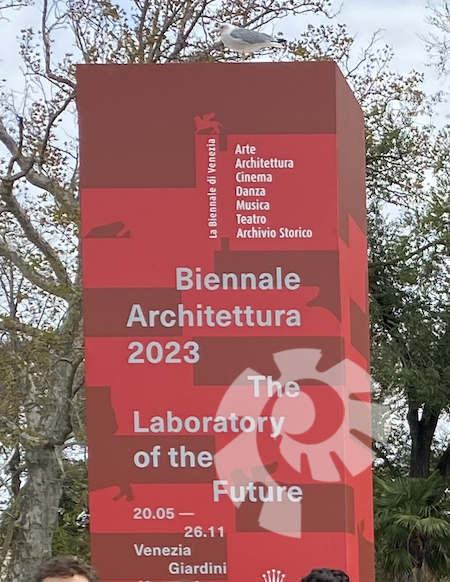 La Biennale di Venezia
Arte
Architettura
Cinema
Danza
Musica
Teatro
Archivio Storico
Biennale
Architettura
2023
The
Laboratory
of the
Future
20.05 —
26.11
Venezia
Giardini